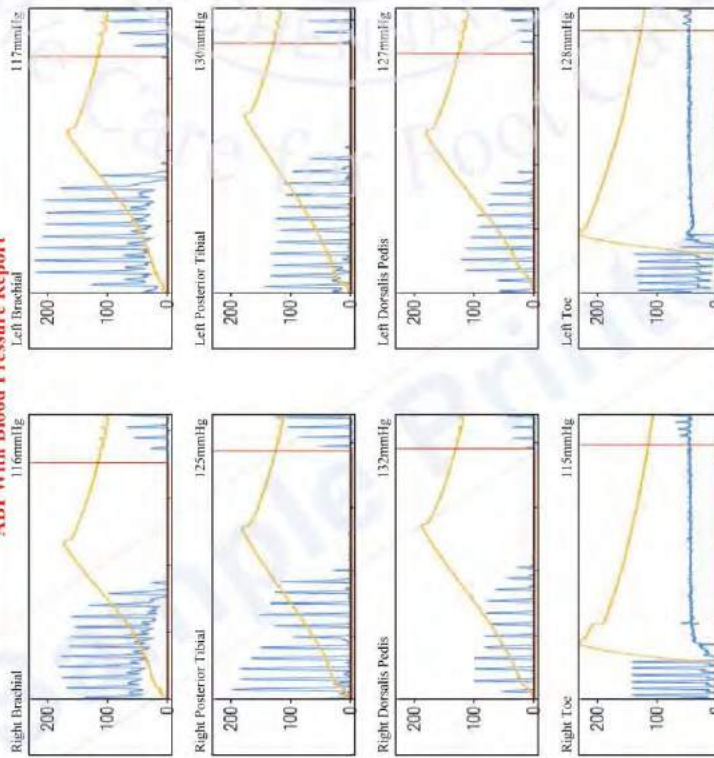 ABI With Blood Pressure Report
Right Brachial 116mmHg
200
100
0
Left Brachial 117mmHg
200
100
0
Right Posterior Tibial 125mmHg
200
100
0
Left Posterior Tibial 130mmHg
200
100
0
Right Dorsalis Pedis 132mmHg
200
100
0
Left Dorsalis Pedis 127mmHg
200
100
0
Right Toe 115mmHg
200
100
0
Left Toe 128mmHg
200
100
0
Care for Foot